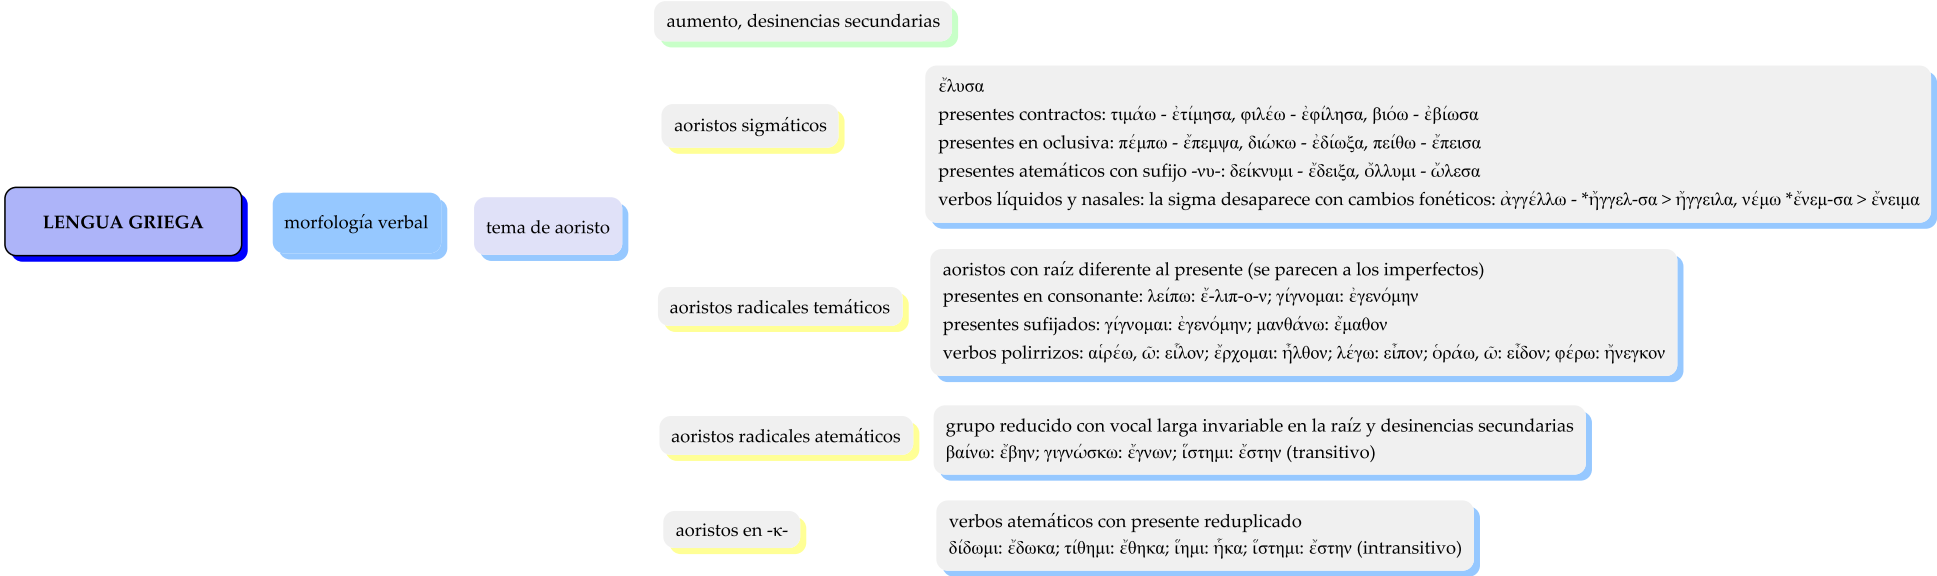 LENGUA GRIEGA
morfología verbal
tema de aoristo
aumento, desinencias secundarias
aoristos sigmáticos
ἔλυσα
presentes contractos: τιμάω - ἐτίμησα, φιλέω - ἐφίλησα, βιόω - ἐβίωσα
presentes en oclusiva: πέμπω - ἔπεμψα, διώκω - ἐδίωξα, πείθω - ἔπεισα
presentes atemáticos con sufijo -νυ-: δείκνυμι - ἔδειξα, ὄλλυμι - ὤλεσα
verbos líquidos y nasales: la sigma desaparece con cambios fonéticos: ἀγγέλλω - *ἤγγελ-σα > ἤγγειλα, νέμω *ἔνεμ-σα > ἔνειμα
aoristos radicales temáticos
aoristos con raíz diferente al presente (se parecen a los imperfectos)
presentes en consonante: λείπω: ἔ-λιπ-ο-ν; γίγνομαι: ἐγενόμην
presentes sufijados: γίγνομαι: ἐγενόμην; μανθάνω: ἔμαθον
verbos polirrizos: αἱρέω, ῶ: εἷλον; ἔρχομαι: ἦλθον; λέγω: εἶπον; ὁράω, ῶ: εἶδον; φέρω: ἤνεγκον
aoristos radicales atemáticos
grupo reducido con vocal larga invariable en la raíz y desinencias secundarias
βαίνω: ἔβην; γιγνώσκω: ἔγνων; ἵστημι: ἔστην (transitivo)
aoristos en -κ-
verbos atemáticos con presente reduplicado
δίδωμι: ἔδωκα; τίθημι: ἔθηκα; ἵημι: ἧκα; ἵστημι: ἔστην (intransitivo)